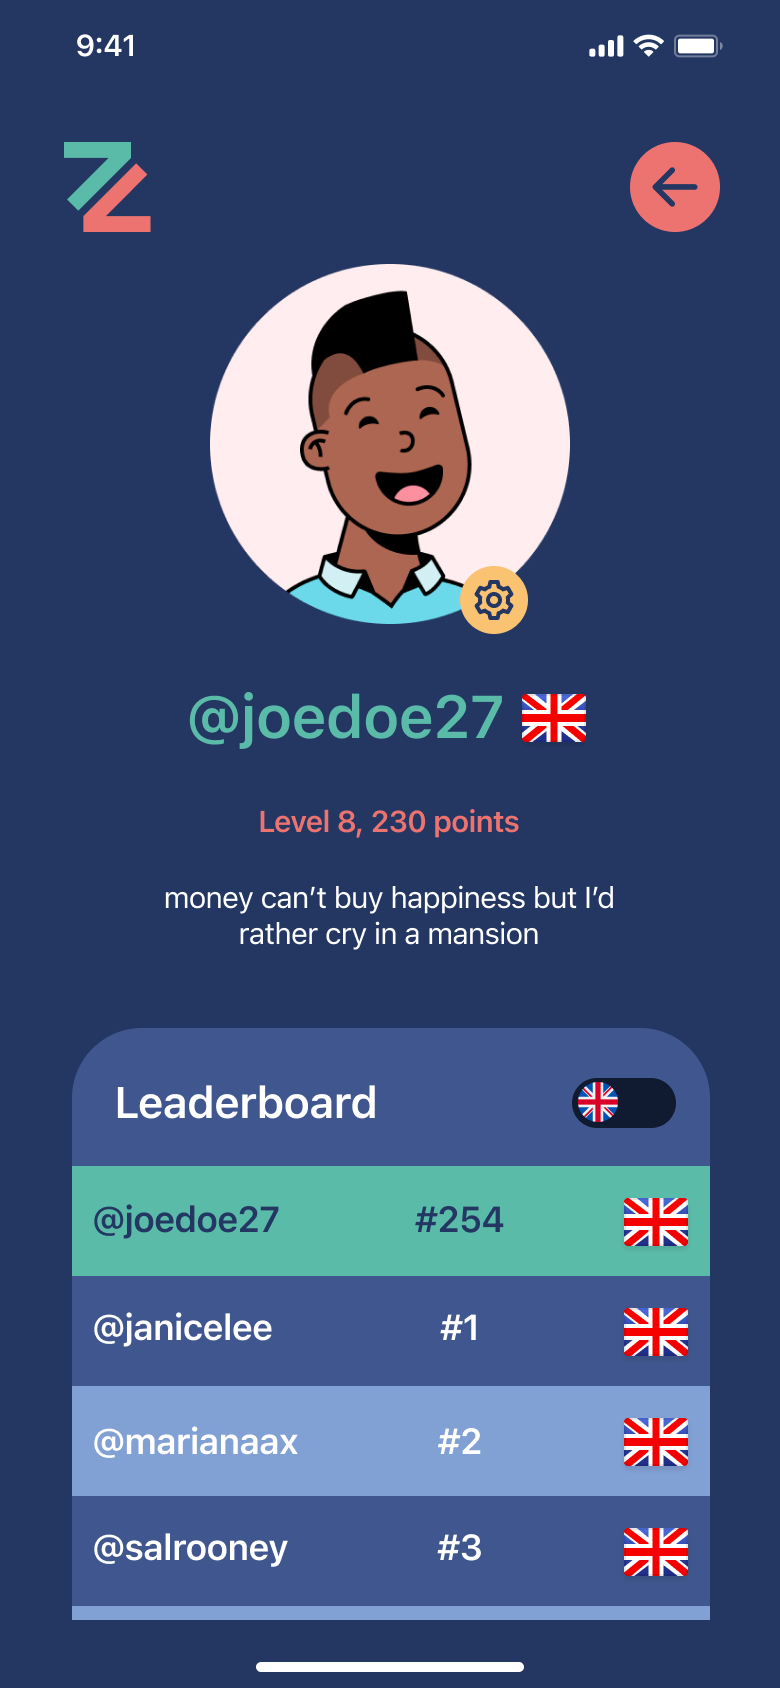 9:41
@joedoe27
Level 8, 230 points
money can’t buy happiness but I’d
rather cry in a mansion
Leaderboard
@joedoe27 #254
@janicelee #1
@marianaax #2
@salrooney #3